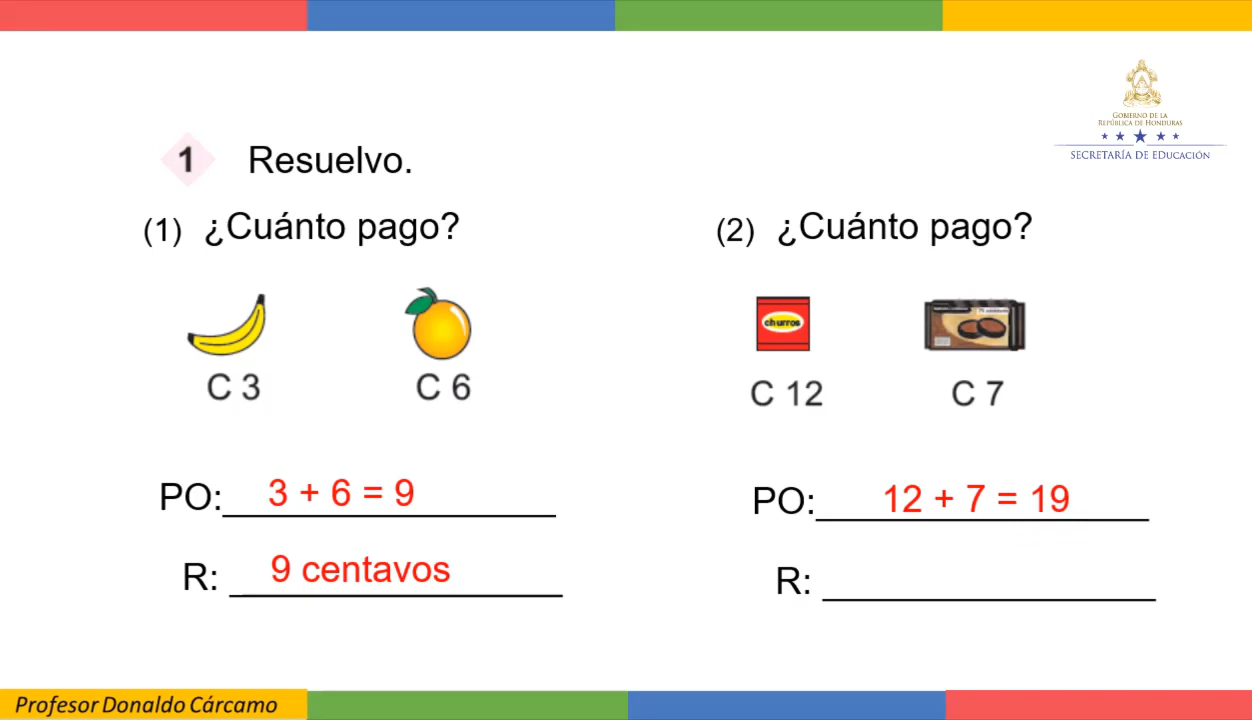 GOBIERNO DE LA
REPÚBLICA DE HONDURAS
SECRETARÍA DE EDUCACIÓN
1 Resuelvo.
(1) ¿Cuánto pago?
C 3 C 6
PO: 3 + 6 = 9
R: 9 centavos
(2) ¿Cuánto pago?
churros
C 12 C 7
PO: 12 + 7 = 19
R:
Profesor Donaldo Cárcamo